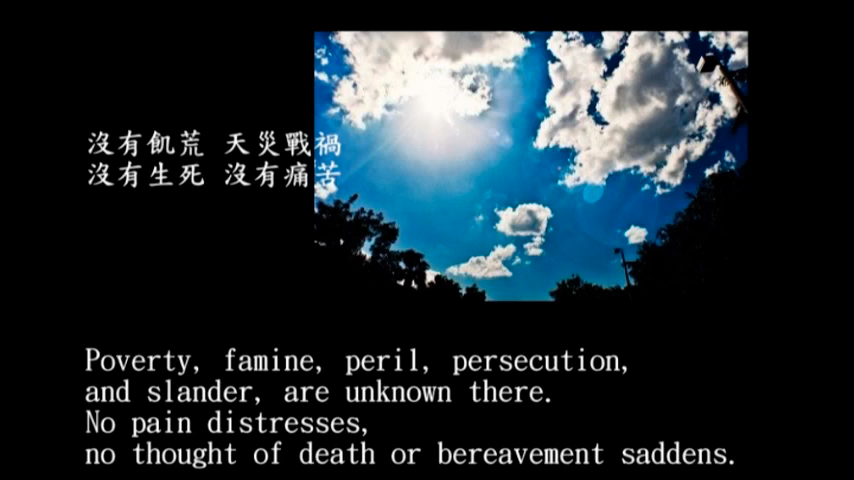 沒有飢荒 天災戰禍
沒有生死 沒有痛苦
Poverty, famine, peril, persecution,
and slander, are unknown there.
No pain distresses,
no thought of death or bereavement saddens.